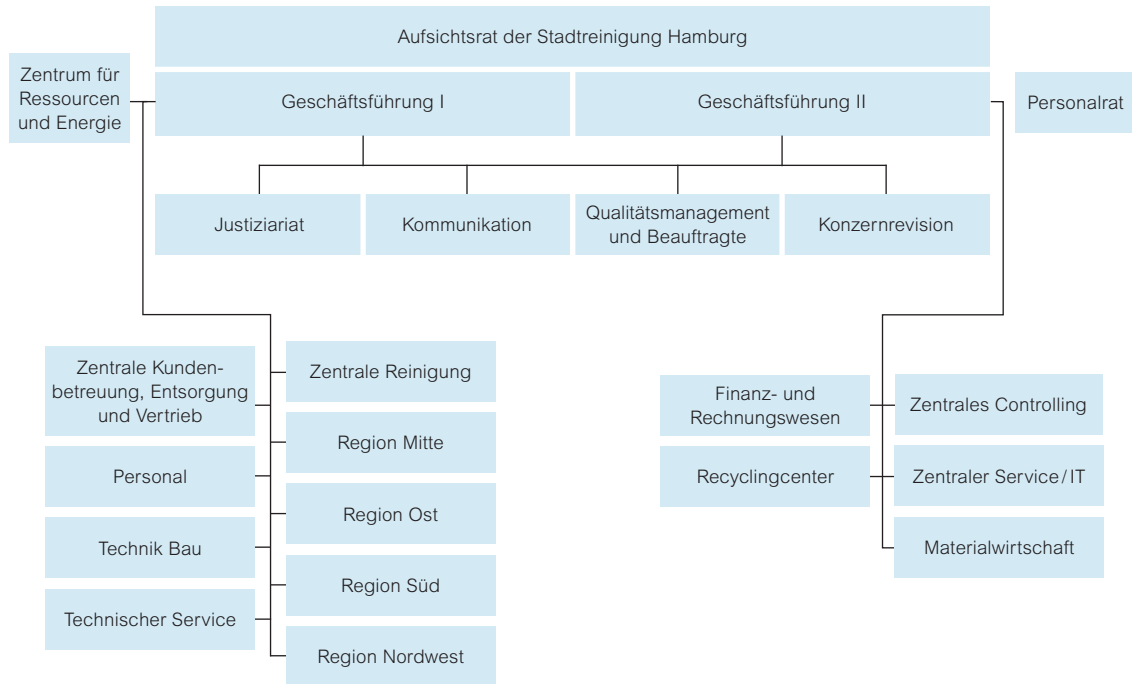 Aufsichtsrat der Stadtreinigung Hamburg
Zentrum für
Ressourcen
und Energie
Geschäftsführung I
Geschäftsführung II
Personalrat
Justiziariat
Kommunikation
Qualitätsmanagement
und Beauftragte
Konzernrevision
Zentrale Kunden-
betreuung, Entsorgung
und Vertrieb
Personal
Technik Bau
Technischer Service
Zentrale Reinigung
Region Mitte
Region Ost
Region Süd
Region Nordwest
Finanz- und
Rechnungswesen
Recyclingcenter
Zentrales Controlling
Zentraler Service/IT
Materialwirtschaft